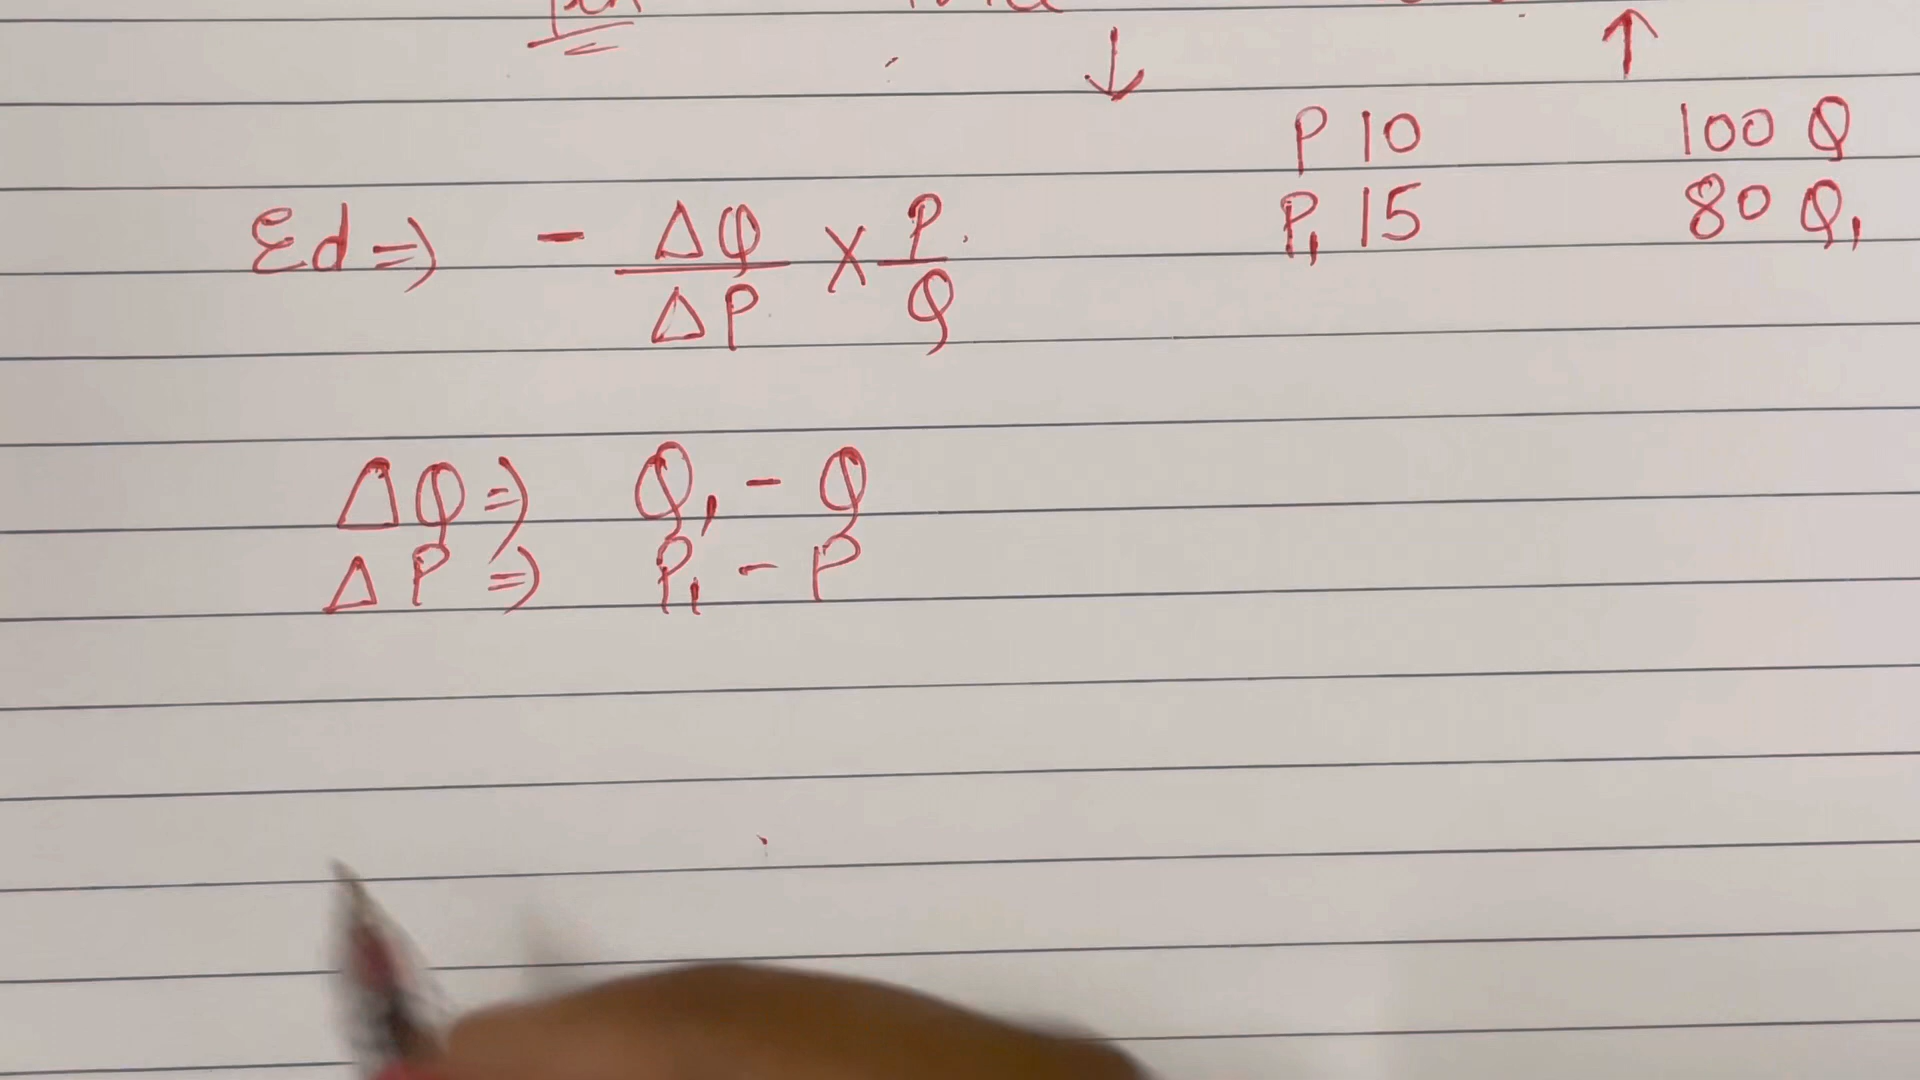 ↓ ↑
P 10 100 Q
P₁ 15 80 Q₁
Ed ⇒ - ΔQ/ΔP × P/Q
ΔQ ⇒ Q₁ - Q
ΔP ⇒ P₁ - P